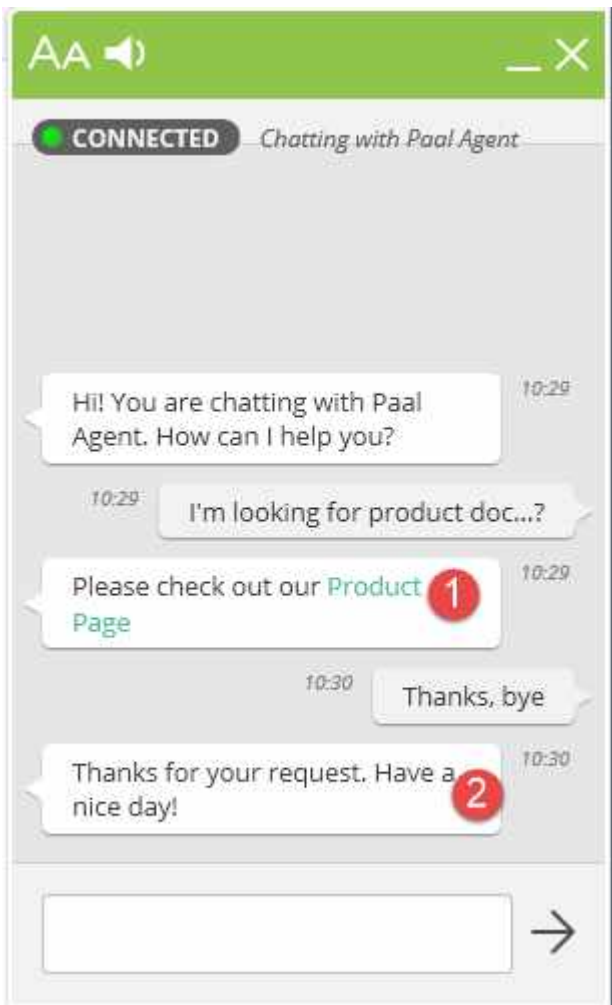 AA
CONNECTED Chatting with Paal Agent
Hi! You are chatting with Paal
Agent. How can I help you?
10:29
10:29
I'm looking for product doc...?
Please check out our Product
Page
1
10:29
10:30
Thanks, bye
Thanks for your request. Have a
nice day!
2
10:30